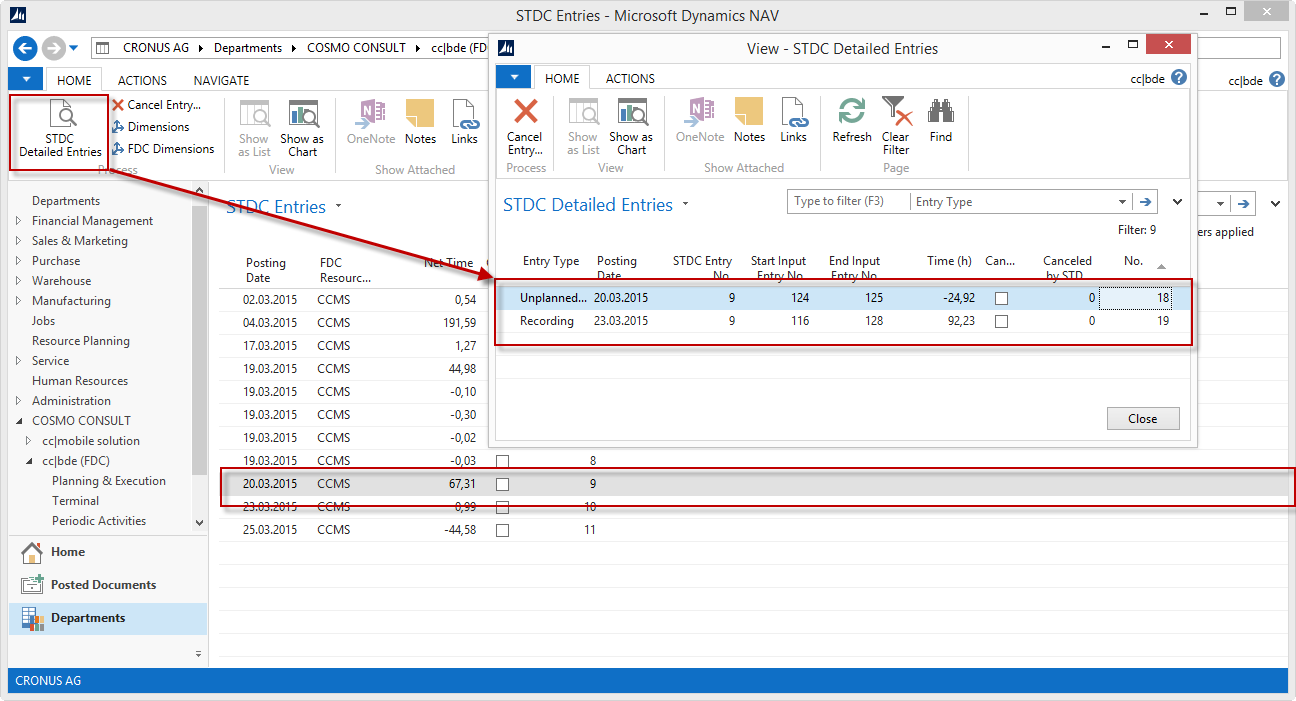 STDC Entries - Microsoft Dynamics NAV
CRONUS AG Departments COSMO CONSULT cc|bde (FD
HOME ACTIONS NAVIGATE
cc|bde
STDC
Detailed Entries
Cancel Entry...
Dimensions
FDC Dimensions
Process
Show
as List
Show as
Chart
View
OneNote
Notes
Links
Show Attached
Departments
Financial Management
Sales & Marketing
Purchase
Warehouse
Manufacturing
Jobs
Resource Planning
Service
Human Resources
Administration
COSMO CONSULT
cc|mobile solution
cc|bde (FDC)
Planning & Execution
Terminal
Periodic Activities
Home
Posted Documents
Departments
CRONUS AG
STDC Entries
ers applied
Posting
Date
FDC
Resourc...
Net Time
02.03.2015 CCMS 0,54
04.03.2015 CCMS 191,59
17.03.2015 CCMS 1,27
19.03.2015 CCMS 44,98
19.03.2015 CCMS -0,10
19.03.2015 CCMS -0,30
19.03.2015 CCMS -0,02
19.03.2015 CCMS -0,03 8
20.03.2015 CCMS 67,31 9
23.03.2015 CCMS 0,99 10
25.03.2015 CCMS -44,58 11
View - STDC Detailed Entries
HOME ACTIONS
cc|bde
Cancel
Entry...
Process
Show
as List
Show as
Chart
View
OneNote
Notes
Links
Show Attached
Refresh
Clear
Filter
Find
Page
STDC Detailed Entries
Type to filter (F3) Entry Type
Filter: 9
Entry Type
Posting
Date
STDC Entry
No.
Start Input
Entry No.
End Input
Entry No.
Time (h)
Can...
Canceled
by STD...
No.
Unplanned... 20.03.2015 9 124 125 -24,92 0 18
Recording 23.03.2015 9 116 128 92,23 0 19
Close